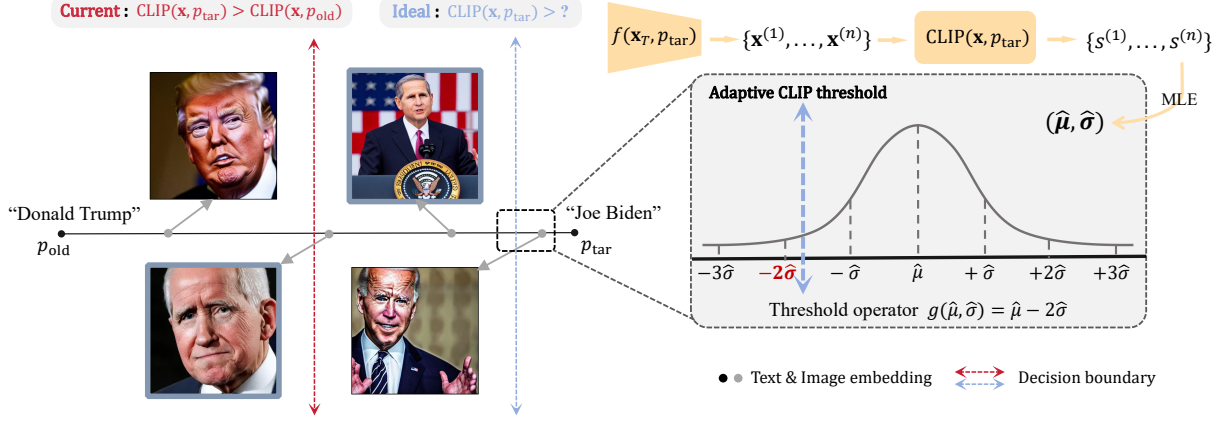 Current: CLIP(x, p_tar) > CLIP(x, p_old)
Ideal: CLIP(x, p_tar) > ?
“Donald Trump”
p_old
“Joe Biden”
p_tar
f(x_T, p_tar)
{x^(1), . . . , x^(n)}
CLIP(x, p_tar)
{s^(1), . . . , s^(n)}
MLE
Adaptive CLIP threshold
(μ̂, σ̂)
−3σ̂ −2σ̂ − σ̂ μ̂ + σ̂ +2σ̂ +3σ̂
Threshold operator g(μ̂, σ̂) = μ̂ − 2σ̂
Text & Image embedding
Decision boundary